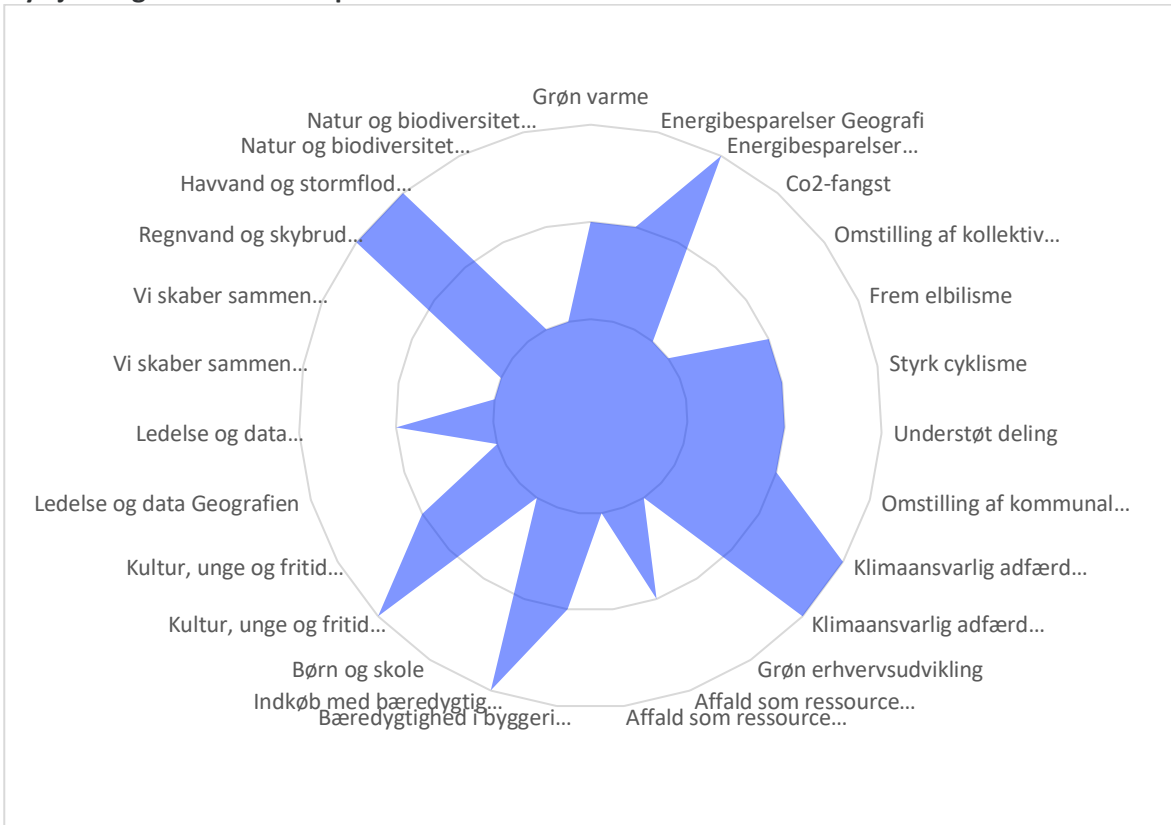 Grøn varme
Energibesparelser Geografi
Energibesparelser...
Co2-fangst
Omstilling af kollektiv...
Frem elbilisme
Styrk cyklisme
Understøt deling
Omstilling af kommunal...
Klimaansvarlig adfærd...
Klimaansvarlig adfærd...
Grøn erhvervsudvikling
Affald som ressource...
Affald som ressource...
Bæredygtighed i byggeri...
Indkøb med bæredygtig...
Børn og skole
Kultur, unge og fritid...
Kultur, unge og fritid...
Ledelse og data Geografien
Ledelse og data...
Vi skaber sammen...
Vi skaber sammen...
Regnvand og skybrud...
Havvand og stormflod...
Natur og biodiversitet...
Natur og biodiversitet...